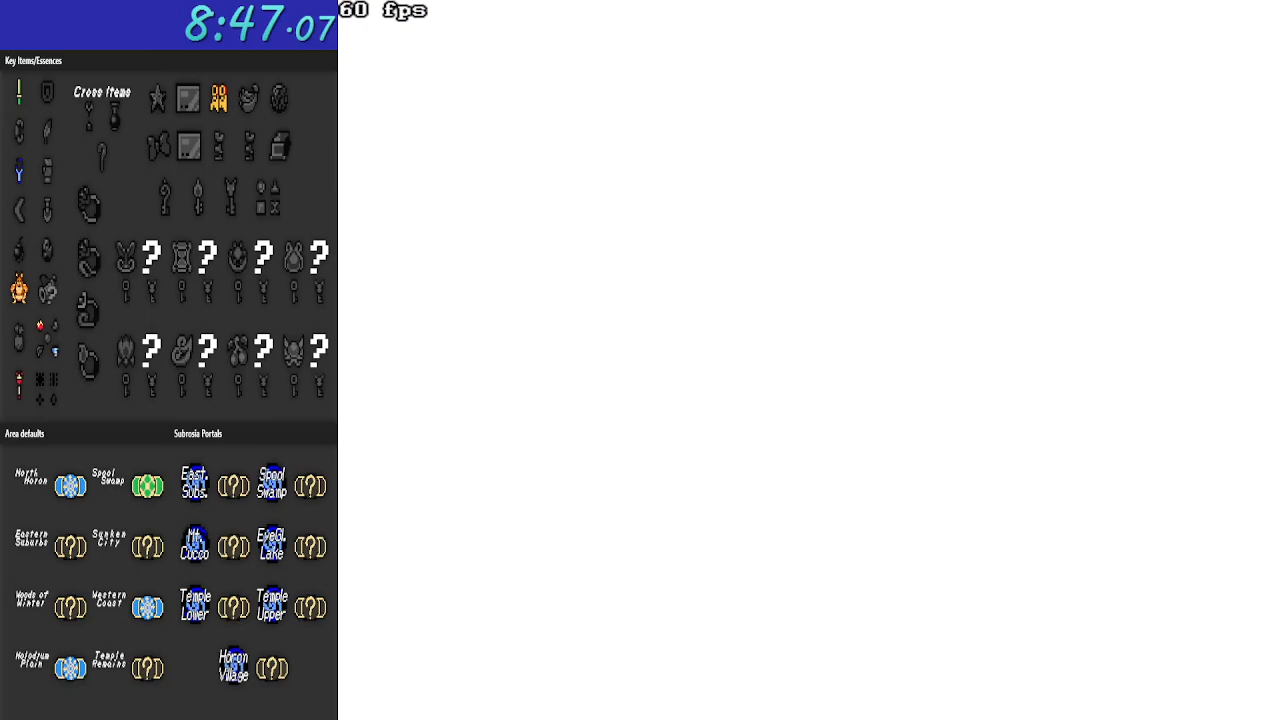 8:47.07
60 fps
Key Items/Essences
Cross Items
? ? ? ?
? ? ? ?
Area defaults
Subrosia Portals
North
Horon
Spool
Swamp
East.
Subs.
Spool
Swamp
Eastern
Suburbs
Sunken
City
Mt.
Cucco
EyeGl.
Lake
Woods of
Winter
Western
Coast
Temple
Lower
Temple
Upper
Holodrum
Plain
Temple
Remains
Horon
Village